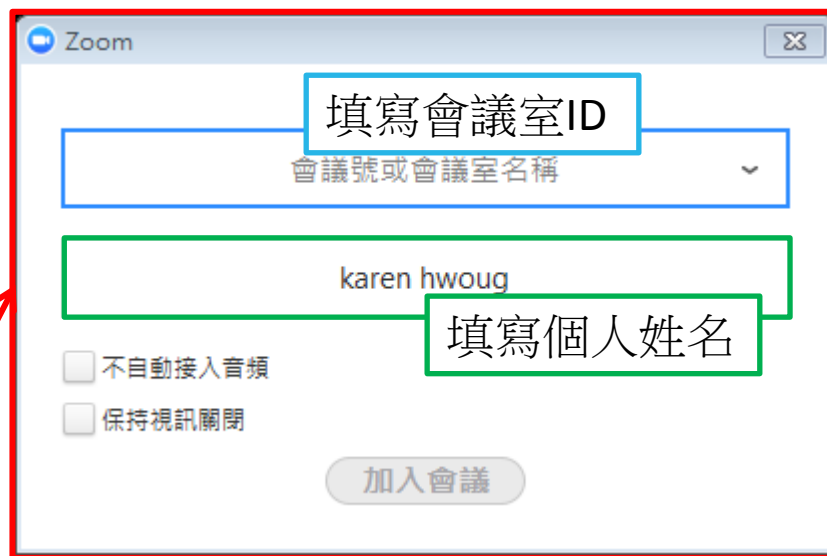 Zoom
填寫會議室ID
會議號或會議室名稱
karen hwoug
填寫個人姓名
不自動接入音頻
保持視訊關閉
加入會議